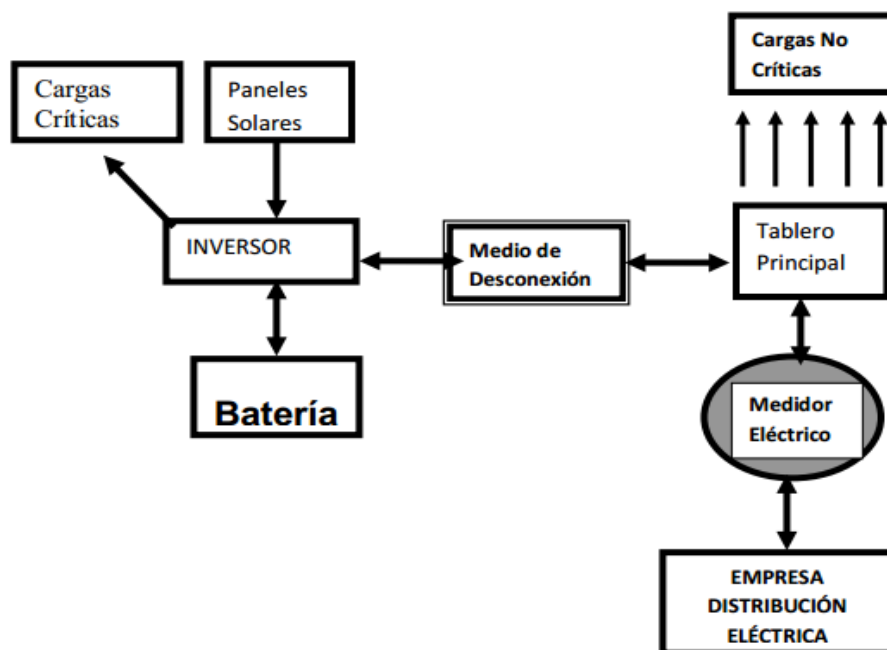 Cargas No
Críticas
Cargas
Críticas
Paneles
Solares
INVERSOR
Medio de
Desconexión
Tablero
Principal
Batería
Medidor
Eléctrico
EMPRESA
DISTRIBUCIÓN
ELÉCTRICA